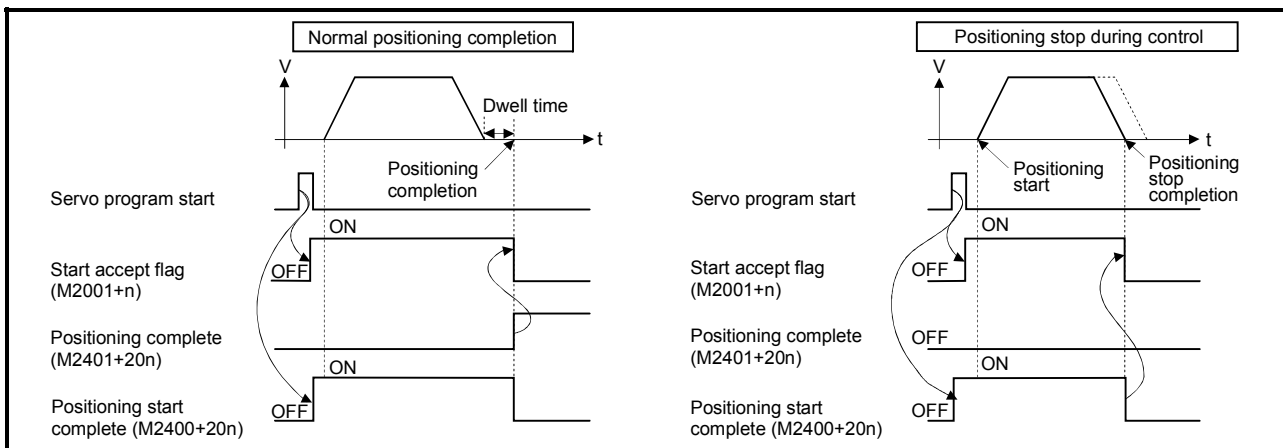 Normal positioning completion
V
Dwell time
t
Positioning
completion
Servo program start
ON
OFF
Start accept flag
(M2001+n)
Positioning complete
(M2401+20n)
ON
OFF
Positioning start
complete (M2400+20n)
Positioning stop during control
V
t
Positioning
start
Positioning
stop
completion
Servo program start
ON
OFF
Start accept flag
(M2001+n)
Positioning complete
(M2401+20n)
OFF
ON
OFF
Positioning start
complete (M2400+20n)